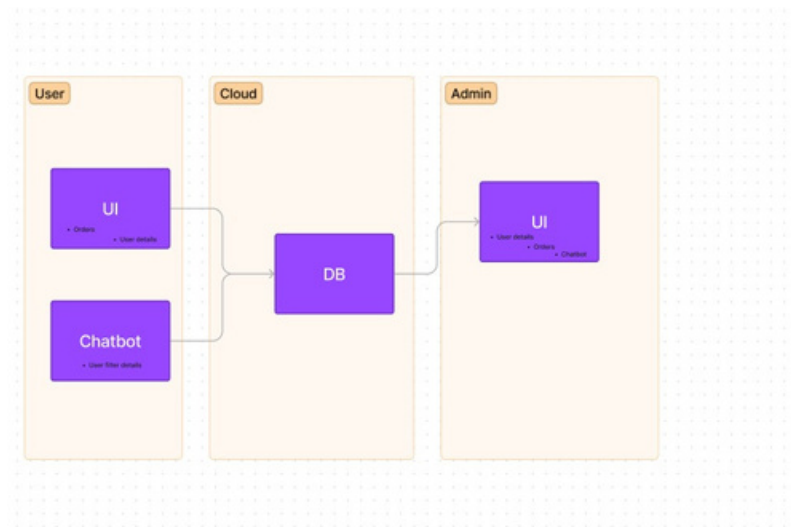 User
UI
• Orders
• User details
Chatbot
• User filter details
Cloud
DB
Admin
UI
• User details
• Orders
• Chatbot